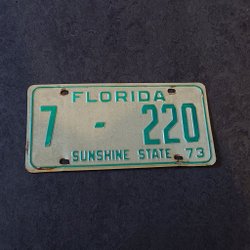 FLORIDA
7 - 220
SUNSHINE STATE 73